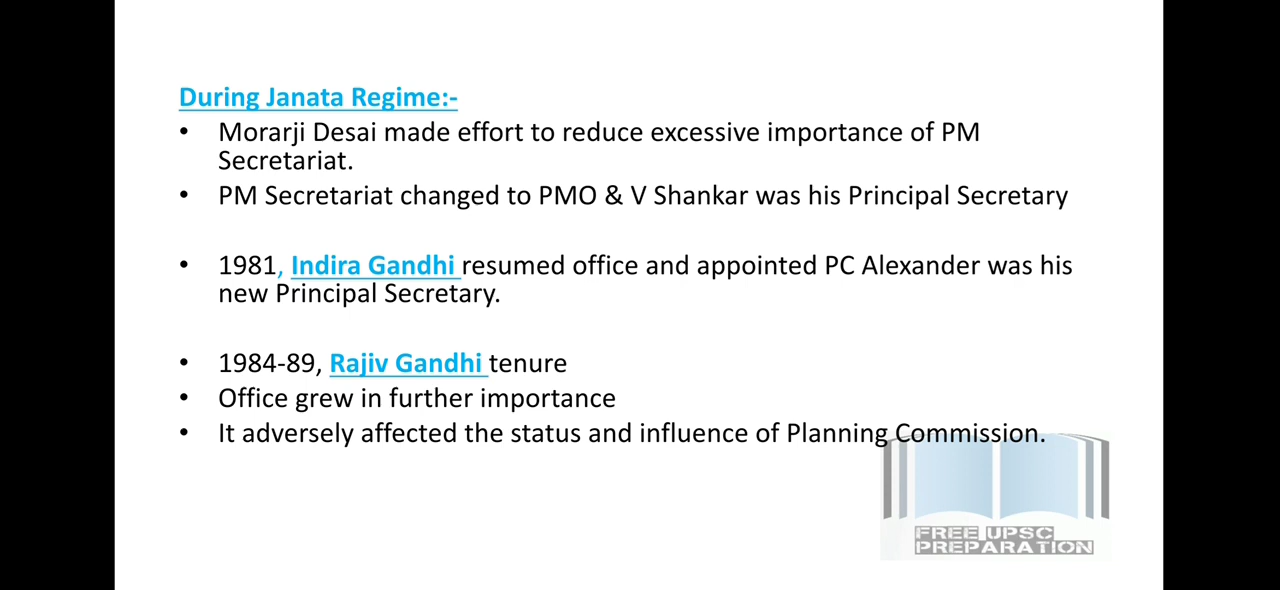 During Janata Regime:-
• Morarji Desai made effort to reduce excessive importance of PM
Secretariat.
• PM Secretariat changed to PMO & V Shankar was his Principal Secretary
• 1981, Indira Gandhi resumed office and appointed PC Alexander was his
new Principal Secretary.
• 1984-89, Rajiv Gandhi tenure
• Office grew in further importance
• It adversely affected the status and influence of Planning Commission.
FREE UPSC
PREPARATION